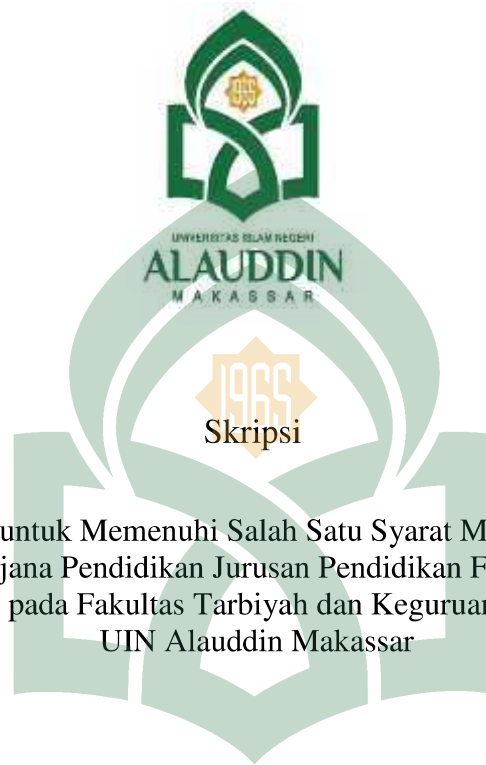 1965
UNIVERSITAS ISLAM NEGERI
ALAUDDIN
MAKASSAR
1965
Skripsi
untuk Memenuhi Salah Satu Syarat M
jana Pendidikan Jurusan Pendidikan F
pada Fakultas Tarbiyah dan Keguruan
UIN Alauddin Makassar